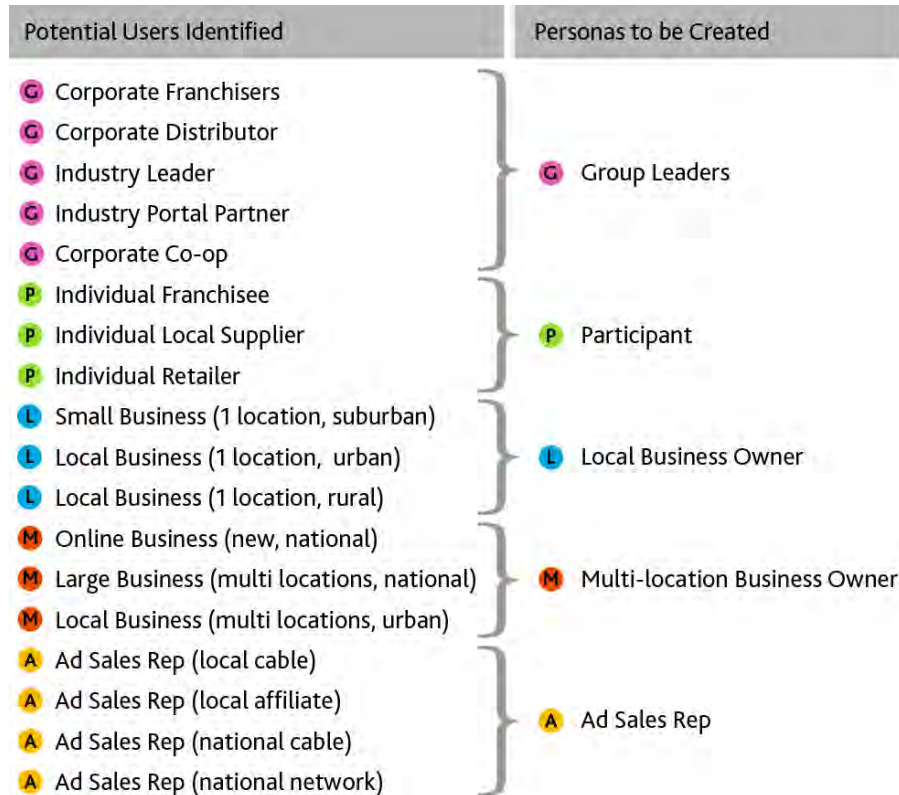 Potential Users Identified
Personas to be Created
G Corporate Franchisers
G Corporate Distributor
G Industry Leader
G Industry Portal Partner
G Corporate Co-op
G Group Leaders
P Individual Franchisee
P Individual Local Supplier
P Individual Retailer
P Participant
L Small Business (1 location, suburban)
L Local Business (1 location, urban)
L Local Business (1 location, rural)
L Local Business Owner
M Online Business (new, national)
M Large Business (multi locations, national)
M Local Business (multi locations, urban)
M Multi-location Business Owner
A Ad Sales Rep (local cable)
A Ad Sales Rep (local affiliate)
A Ad Sales Rep (national cable)
A Ad Sales Rep (national network)
A Ad Sales Rep